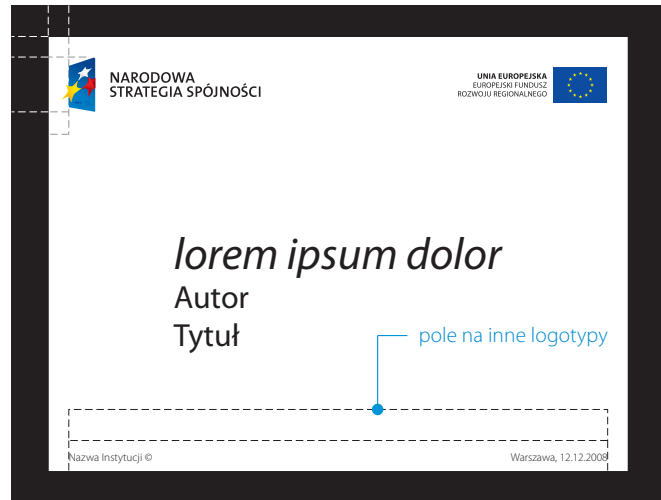 NARODOWA
STRATEGIA SPÓJNOŚCI
UNIA EUROPEJSKA
EUROPEJSKI FUNDUSZ
ROZWOJU REGIONALNEGO
lorem ipsum dolor
Autor
Tytuł
pole na inne logotypy
Nazwa Instytucji ©
Warszawa, 12.12.2008